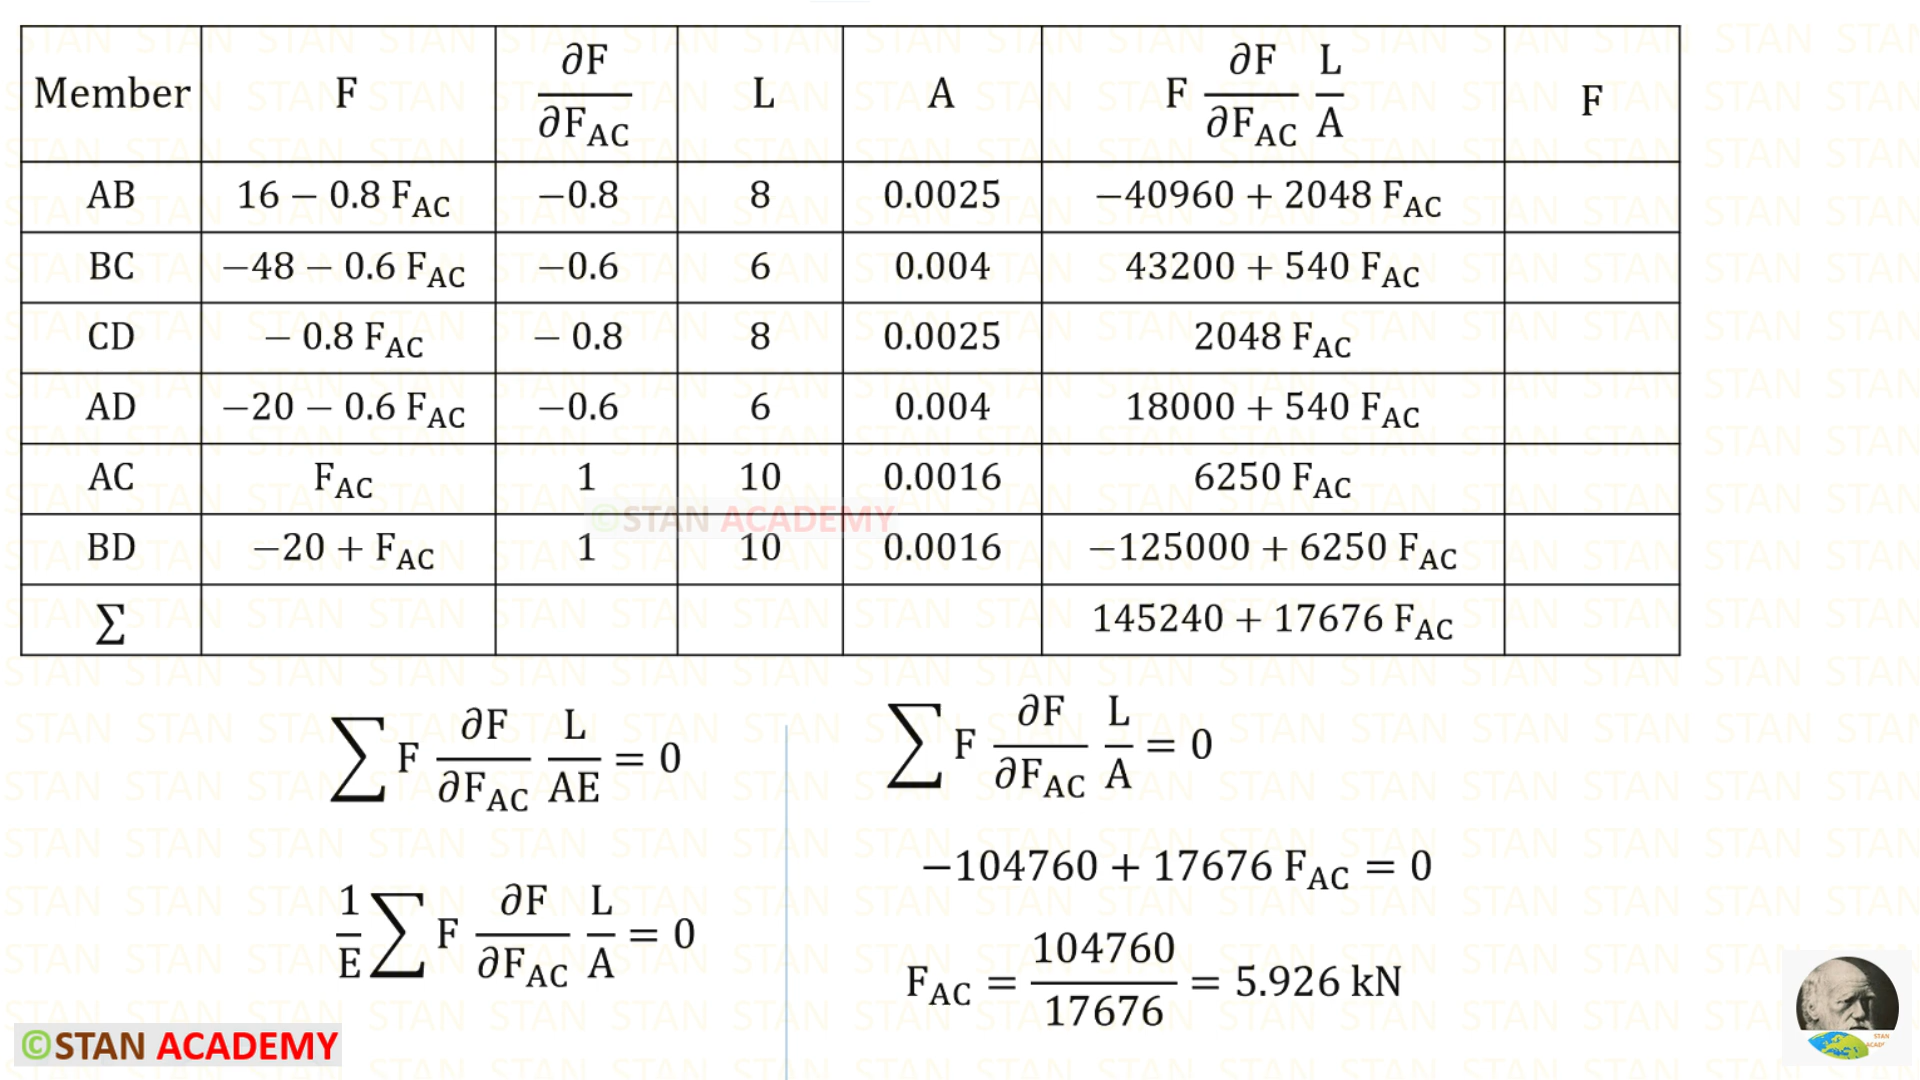 Member F ∂F/∂F_AC L A F ∂F/∂F_AC L/A F
AB 16 − 0.8 F_AC −0.8 8 0.0025 −40960 + 2048 F_AC
BC −48 − 0.6 F_AC −0.6 6 0.004 43200 + 540 F_AC
CD − 0.8 F_AC − 0.8 8 0.0025 2048 F_AC
AD −20 − 0.6 F_AC −0.6 6 0.004 18000 + 540 F_AC
AC F_AC 1 10 0.0016 6250 F_AC
©STAN ACADEMY
BD −20 + F_AC 1 10 0.0016 −125000 + 6250 F_AC
∑ 145240 + 17676 F_AC
∑ F ∂F/∂F_AC L/AE = 0
1/E ∑ F ∂F/∂F_AC L/A = 0
∑ F ∂F/∂F_AC L/A = 0
−104760 + 17676 F_AC = 0
F_AC = 104760/17676 = 5.926 kN
©STAN ACADEMY